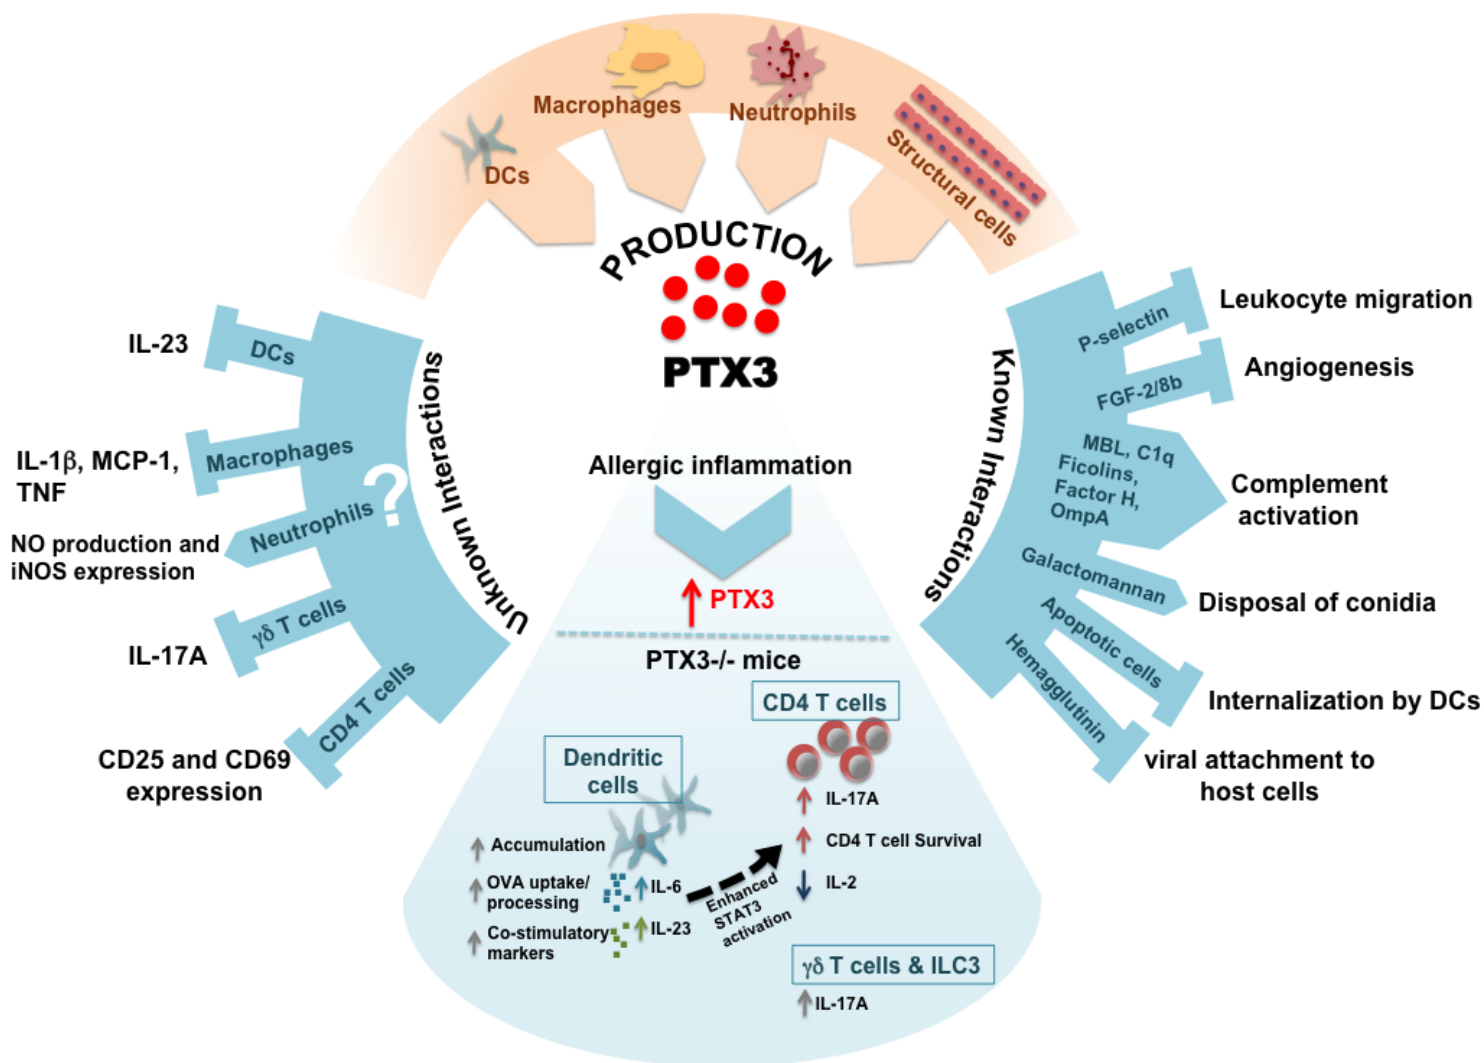 Macrophages
Neutrophils
DCs
Structural cells
PRODUCTION
PTX3
Unknown Interactions
IL-23
DCs
IL-1β, MCP-1,
TNF
Macrophages
?
NO production and
iNOS expression
Neutrophils
IL-17A
γδ T cells
CD25 and CD69
expression
CD4 T cells
Known Interactions
P-selectin
Leukocyte migration
FGF-2/8b
Angiogenesis
MBL, C1q
Ficolins,
Factor H,
OmpA
Complement
activation
Galactomannan
Disposal of conidia
Apoptotic cells
Internalization by DCs
Hemagglutinin
viral attachment to
host cells
Allergic inflammation
PTX3
PTX3-/- mice
Dendritic
cells
Accumulation
OVA uptake/
processing
Co-stimulatory
markers
IL-6
IL-23
Enhanced
STAT3
activation
CD4 T cells
IL-17A
CD4 T cell Survival
IL-2
γδ T cells & ILC3
IL-17A